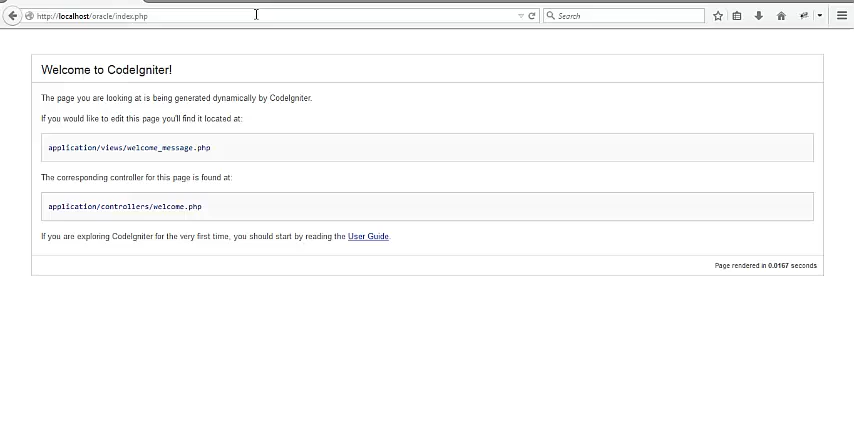 http://localhost/oracle/index.php
Search
Welcome to CodeIgniter!
The page you are looking at is being generated dynamically by CodeIgniter.
If you would like to edit this page you'll find it located at:
application/views/welcome_message.php
The corresponding controller for this page is found at:
application/controllers/welcome.php
If you are exploring CodeIgniter for the very first time, you should start by reading the User Guide.
Page rendered in 0.0167 seconds